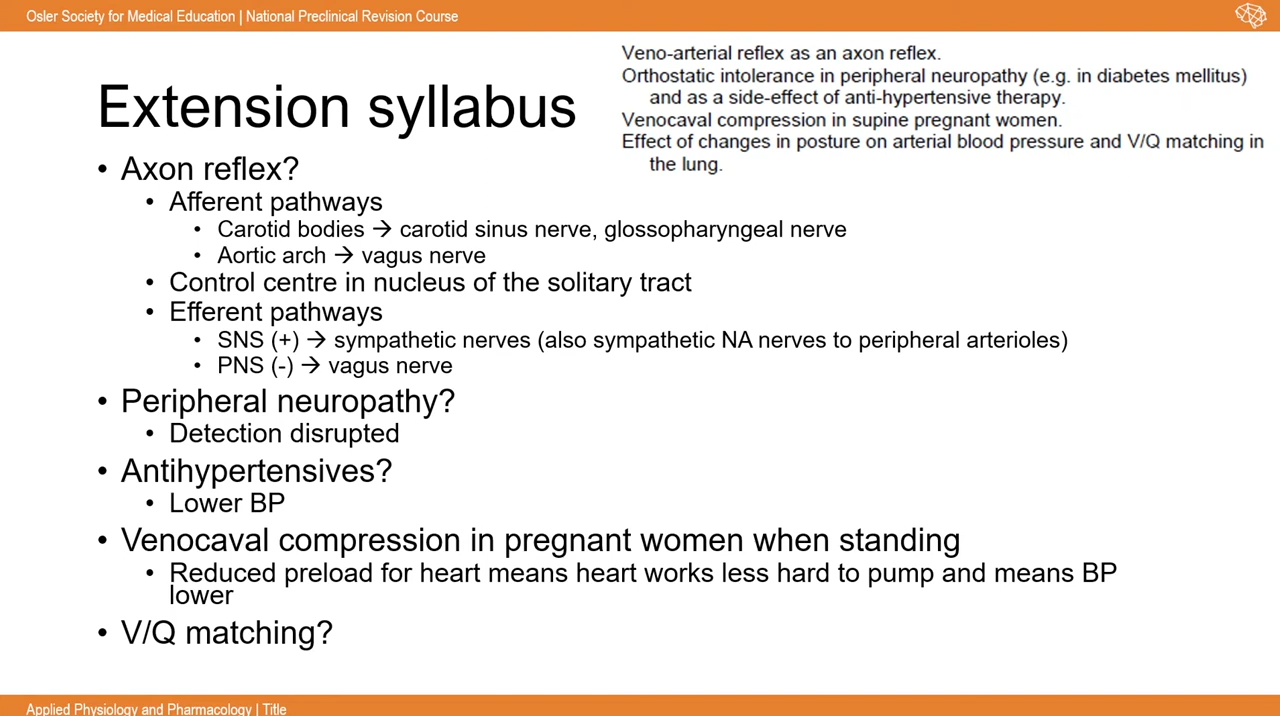 Osler Society for Medical Education | National Preclinical Revision Course
Veno-arterial reflex as an axon reflex.
Orthostatic intolerance in peripheral neuropathy (e.g. in diabetes mellitus)
and as a side-effect of anti-hypertensive therapy.
Venocaval compression in supine pregnant women.
Effect of changes in posture on arterial blood pressure and V/Q matching in
the lung.
Extension syllabus
• Axon reflex?
• Afferent pathways
• Carotid bodies → carotid sinus nerve, glossopharyngeal nerve
• Aortic arch → vagus nerve
• Control centre in nucleus of the solitary tract
• Efferent pathways
• SNS (+) → sympathetic nerves (also sympathetic NA nerves to peripheral arterioles)
• PNS (-) → vagus nerve
• Peripheral neuropathy?
• Detection disrupted
• Antihypertensives?
• Lower BP
• Venocaval compression in pregnant women when standing
• Reduced preload for heart means heart works less hard to pump and means BP
lower
• V/Q matching?
Applied Physiology and Pharmacology | Title